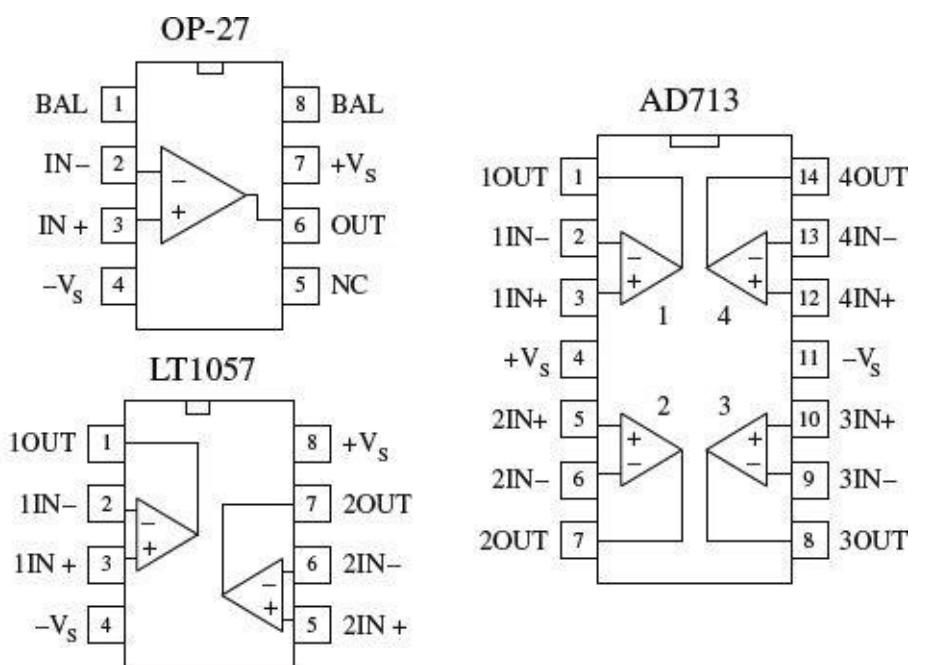 OP-27
BAL 1 8 BAL
IN− 2 7 +Vs
− +
IN + 3 6 OUT
−Vs 4 5 NC
LT1057
1OUT 1 8 +Vs
1IN− 2 7 2OUT
− +
1IN + 3 6 2IN−
− +
−Vs 4 5 2IN +
AD713
1OUT 1 14 4OUT
1IN− 2 13 4IN−
− + − +
1IN+ 3 12 4IN+
1 4
+Vs 4 11 −Vs
2 3
2IN+ 5 10 3IN+
+ − + −
2IN− 6 9 3IN−
2OUT 7 8 3OUT